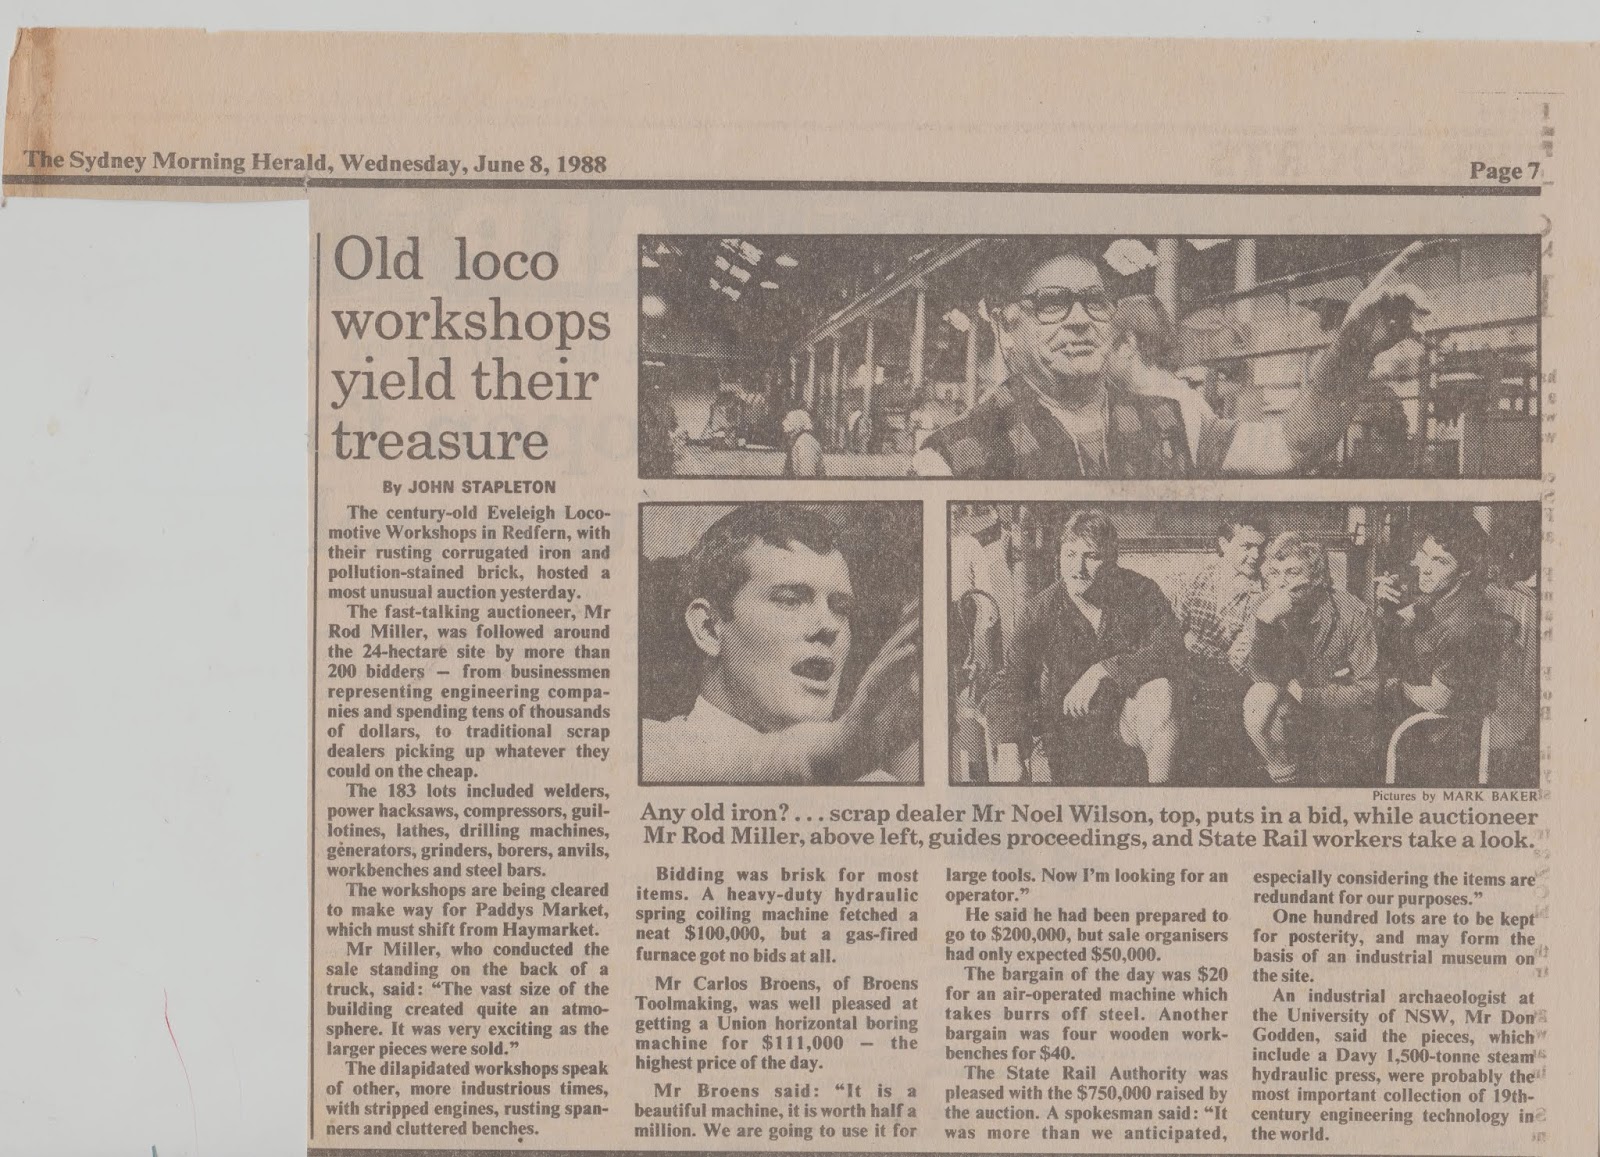 The Sydney Morning Herald, Wednesday, June 8, 1988
Page 7
Old loco
workshops
yield their
treasure
By JOHN STAPLETON
The century-old Eveleigh Loco-
motive Workshops in Redfern, with
their rusting corrugated iron and
pollution-stained brick, hosted a
most unusual auction yesterday.
The fast-talking auctioneer, Mr
Rod Miller, was followed around
the 24-hectare site by more than
200 bidders — from businessmen
representing engineering compa-
nies and spending tens of thousands
of dollars, to traditional scrap
dealers picking up whatever they
could on the cheap.
The 183 lots included welders,
power hacksaws, compressors, guil-
lotines, lathes, drilling machines,
generators, grinders, borers, anvils,
workbenches and steel bars.
The workshops are being cleared
to make way for Paddys Market,
which must shift from Haymarket.
Mr Miller, who conducted the
sale standing on the back of a
truck, said: “The vast size of the
building created quite an atmo-
sphere. It was very exciting as the
larger pieces were sold.”
The dilapidated workshops speak
of other, more industrious times,
with stripped engines, rusting span-
ners and cluttered benches.
Pictures by MARK BAKER
Any old iron? . . . scrap dealer Mr Noel Wilson, top, puts in a bid, while auctioneer
Mr Rod Miller, above left, guides proceedings, and State Rail workers take a look.
Bidding was brisk for most
items. A heavy-duty hydraulic
spring coiling machine fetched a
neat $100,000, but a gas-fired
furnace got no bids at all.
Mr Carlos Broens, of Broens
Toolmaking, was well pleased at
getting a Union horizontal boring
machine for $111,000 — the
highest price of the day.
Mr Broens said: “It is a
beautiful machine, it is worth half a
million. We are going to use it for
large tools. Now I’m looking for an
operator.”
He said he had been prepared to
go to $200,000, but sale organisers
had only expected $50,000.
The bargain of the day was $20
for an air-operated machine which
takes burrs off steel. Another
bargain was four wooden work-
benches for $40.
The State Rail Authority was
pleased with the $750,000 raised by
the auction. A spokesman said: “It
was more than we anticipated,
especially considering the items are
redundant for our purposes.”
One hundred lots are to be kept
for posterity, and may form the
basis of an industrial museum on
the site.
An industrial archaeologist at
the University of NSW, Mr Don
Godden, said the pieces, which
include a Davy 1,500-tonne steam
hydraulic press, were probably the
most important collection of 19th-
century engineering technology in
the world.